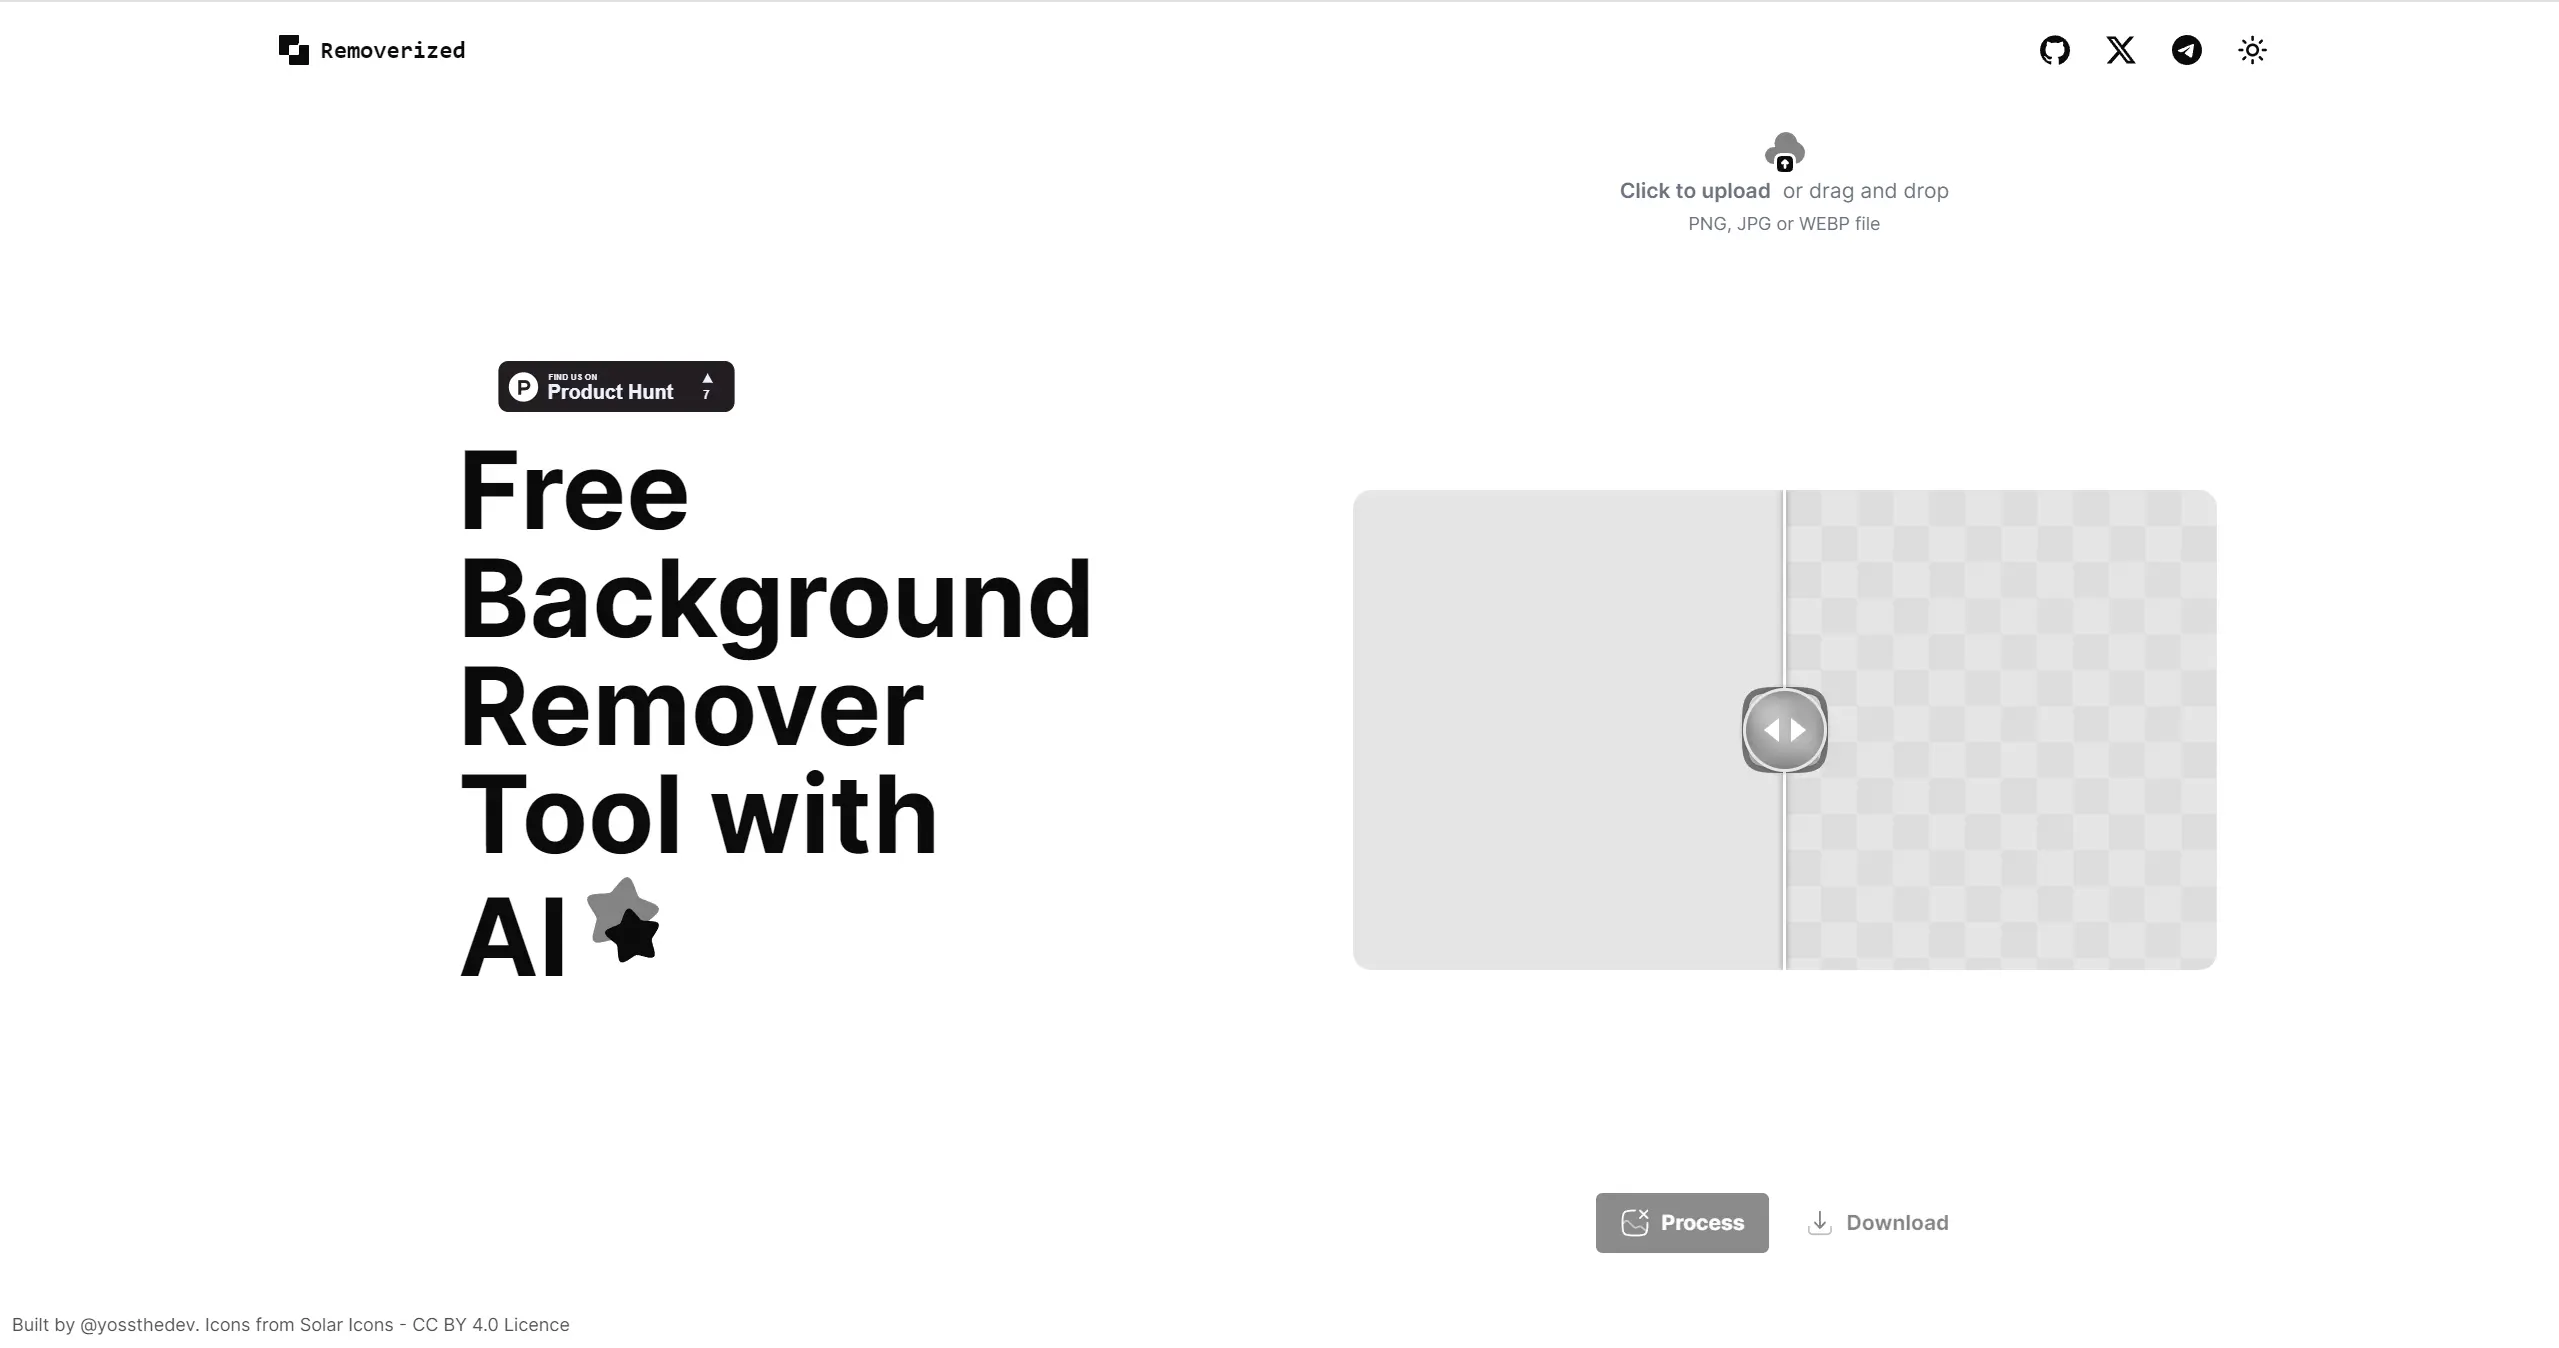 Removerized
Click to upload or drag and drop
PNG, JPG or WEBP file
FIND US ON
Product Hunt
7
Free
Background
Remover
Tool with
AI
Process
Download
Built by @yossthedev. Icons from Solar Icons - CC BY 4.0 Licence